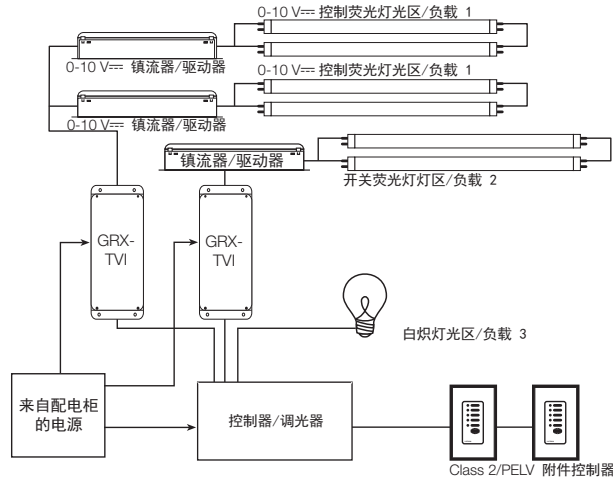 0-10 V⎓ 控制荧光灯光区/负载 1
0-10 V⎓ 镇流器/驱动器
0-10 V⎓ 控制荧光灯光区/负载 1
0-10 V⎓ 镇流器/驱动器
镇流器/驱动器
开关荧光灯灯区/负载 2
GRX-
TVI
GRX-
TVI
白炽灯光区/负载 3
来自配电柜
的电源
控制器/调光器
Class 2/PELV 附件控制器